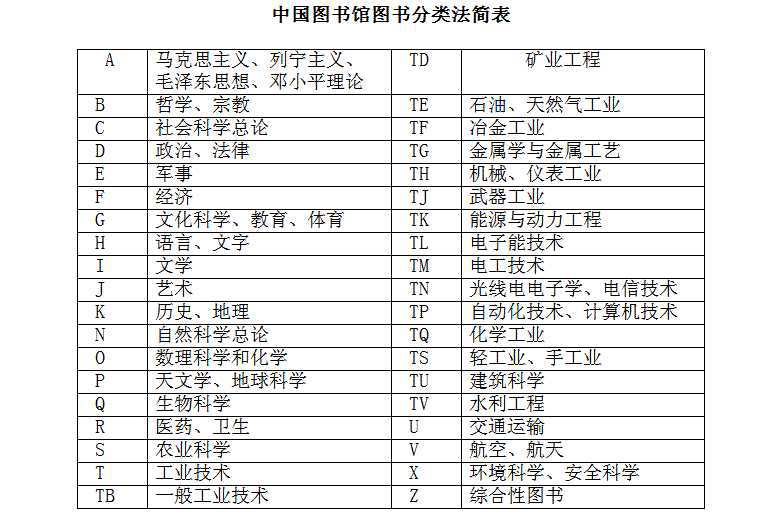 中国图书馆图书分类法简表
A 马克思主义、列宁主义、 TD 矿业工程
毛泽东思想、邓小平理论
B 哲学、宗教 TE 石油、天然气工业
C 社会科学总论 TF 冶金工业
D 政治、法律 TG 金属学与金属工艺
E 军事 TH 机械、仪表工业
F 经济 TJ 武器工业
G 文化科学、教育、体育 TK 能源与动力工程
H 语言、文字 TL 电子能技术
I 文学 TM 电工技术
J 艺术 TN 光线电电子学、电信技术
K 历史、地理 TP 自动化技术、计算机技术
N 自然科学总论 TQ 化学工业
O 数理科学和化学 TS 轻工业、手工业
P 天文学、地球科学 TU 建筑科学
Q 生物科学 TV 水利工程
R 医药、卫生 U 交通运输
S 农业科学 V 航空、航天
T 工业技术 X 环境科学、安全科学
TB 一般工业技术 Z 综合性图书